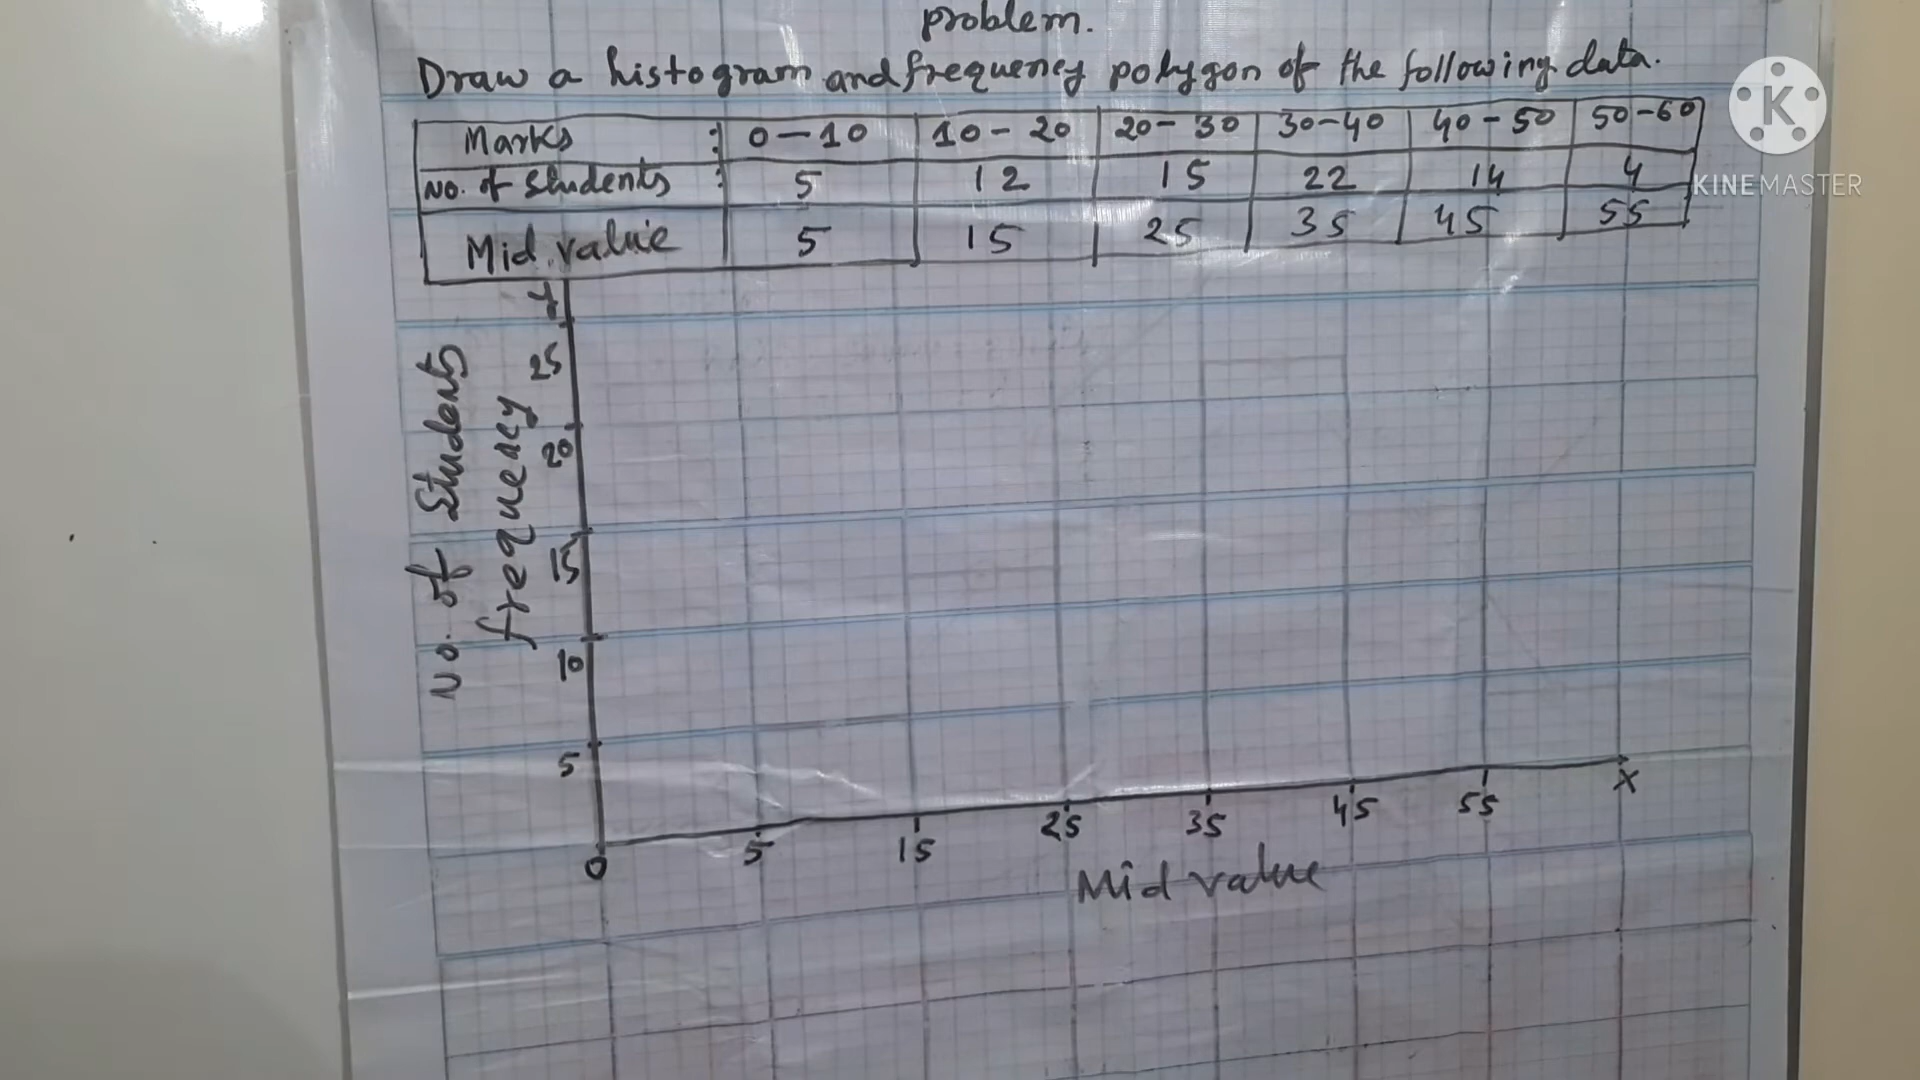 problem.
Draw a histogram and frequency polygon of the following data.
Marks : 0-10 10-20 20-30 30-40 40-50 50-60
No. of Students : 5 12 15 22 14 4
Mid value 5 15 25 35 45 55
Y
25
20
15
10
5
0
No. of Students
frequency
5 15 25 35 45 55 X
Mid value
K
KINEMASTER